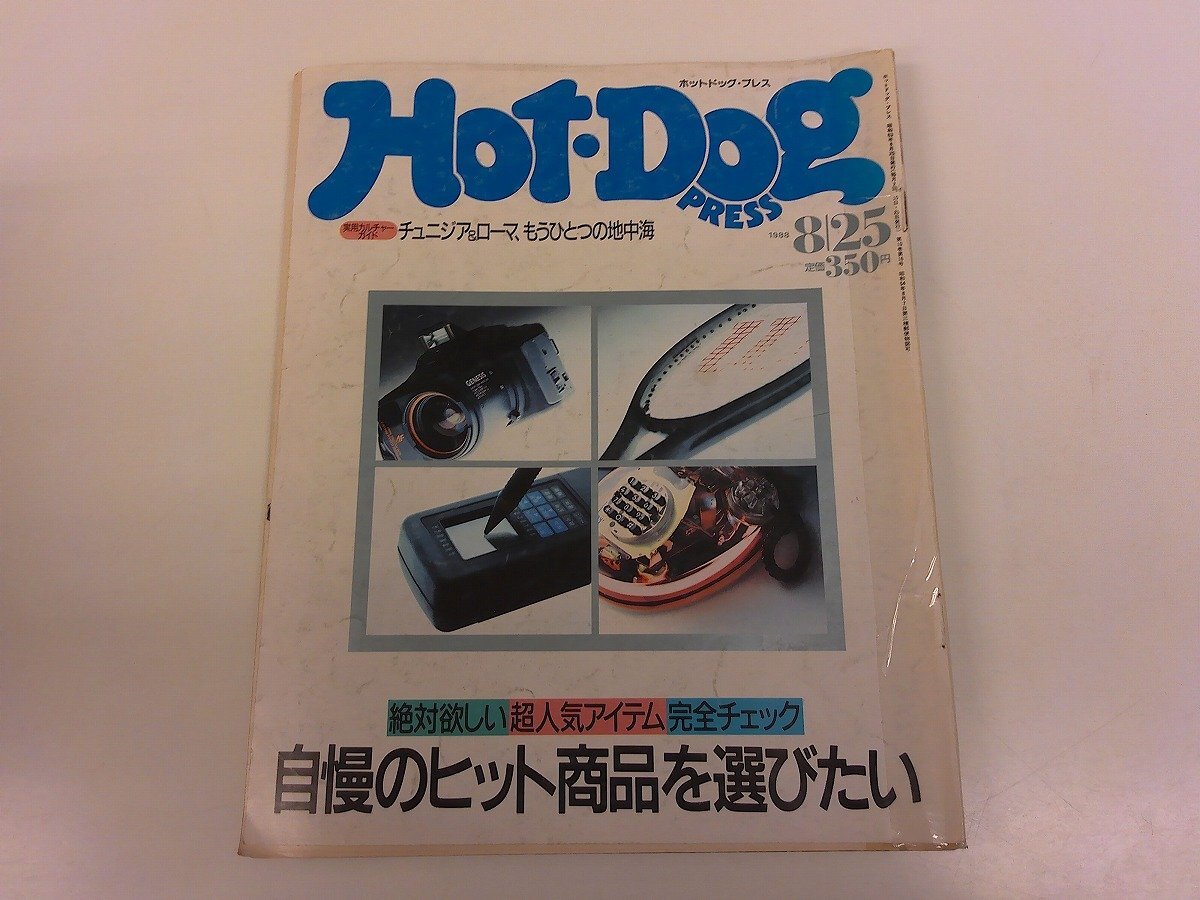 ホットドッグ・プレス
Hot・Dog
PRESS
実用カルチャー
ガイド
チュニジア&ローマ、もうひとつの地中海
1988 8/25
定価350円
GENESIS
絶対欲しい 超人気アイテム 完全チェック
自慢のヒット商品を選びたい